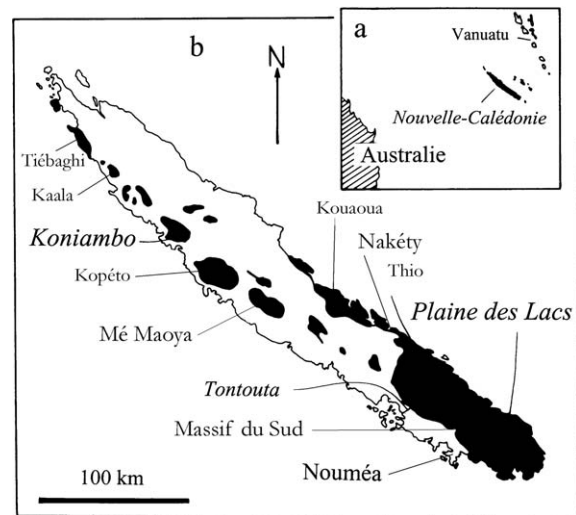 b
N
a
Vanuatu
Nouvelle-Calédonie
Australie
Tiébaghi
Kaala
Koniambo
Kopéto
Mé Maoya
Kouaoua
Nakéty
Thio
Plaine des Lacs
Tontouta
Massif du Sud
Nouméa
100 km